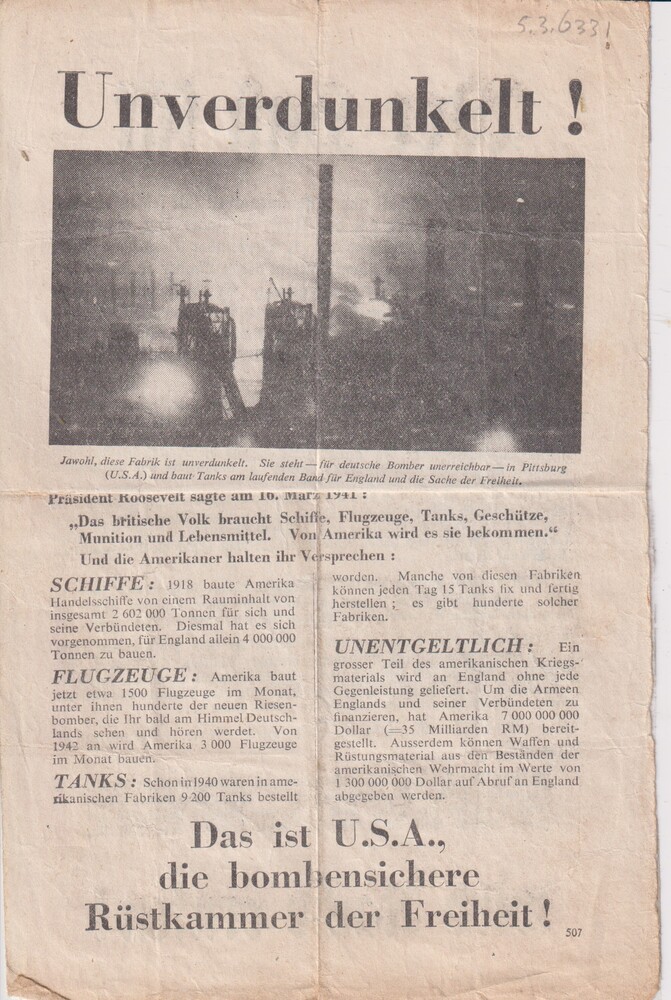 5.3.6331
Unverdunkelt !
Jawohl, diese Fabrik ist unverdunkelt. Sie steht — für deutsche Bomber unerreichbar — in Pittsburg
(U.S.A.) und baut Tanks am laufenden Band für England und die Sache der Freiheit.
Präsident Roosevelt sagte am 16. März 1941 :
„Das britische Volk braucht Schiffe, Flugzeuge, Tanks, Geschütze,
Munition und Lebensmittel. Von Amerika wird es sie bekommen.“
Und die Amerikaner halten ihr Versprechen :
SCHIFFE : 1918 baute Amerika
Handelsschiffe von einem Rauminhalt von
insgesamt 2 602 000 Tonnen für sich und
seine Verbündeten. Diesmal hat es sich
vorgenommen, für England allein 4 000 000
Tonnen zu bauen.
FLUGZEUGE : Amerika baut
jetzt etwa 1500 Flugzeuge im Monat,
unter ihnen hunderte der neuen Riesen-
bomber, die Ihr bald am Himmel Deutsch-
lands sehen und hören werdet. Von
1942 an wird Amerika 3 000 Flugzeuge
im Monat bauen.
TANKS : Schon in 1940 waren in ame-
rikanischen Fabriken 9 200 Tanks bestellt
worden. Manche von diesen Fabriken
können jeden Tag 15 Tanks fix und fertig
herstellen ; es gibt hunderte solcher
Fabriken.
UNENTGELTLICH : Ein
grosser Teil des amerikanischen Kriegs-
materials wird an England ohne jede
Gegenleistung geliefert. Um die Armeen
Englands und seiner Verbündeten zu
finanzieren, hat Amerika 7 000 000 000
Dollar (=35 Milliarden RM) bereit-
gestellt. Ausserdem können Waffen und
Rüstungsmaterial aus den Beständen der
amerikanischen Wehrmacht im Werte von
1 300 000 000 Dollar auf Abruf an England
abgegeben werden.
Das ist U.S.A.,
die bombensichere
Rüstkammer der Freiheit !
507